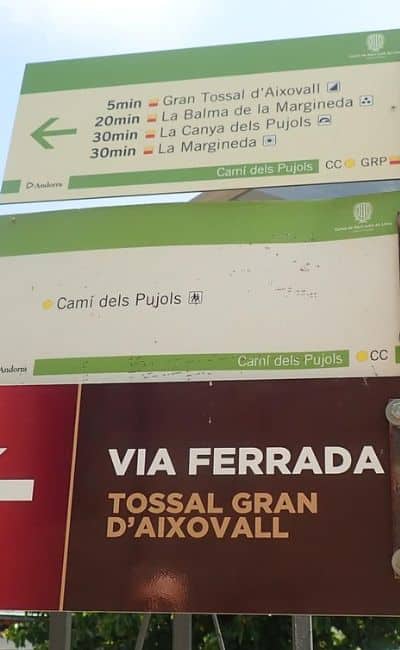 5min Gran Tossal d'Aixovall
20min La Balma de la Margineda
30min La Canya dels Pujols
30min La Margineda
Andorra
Camí dels Pujols
CC GRP
Camí dels Pujols
Andorra
Camí dels Pujols
CC
VIA FERRADA
TOSSAL GRAN
D'AIXOVALL